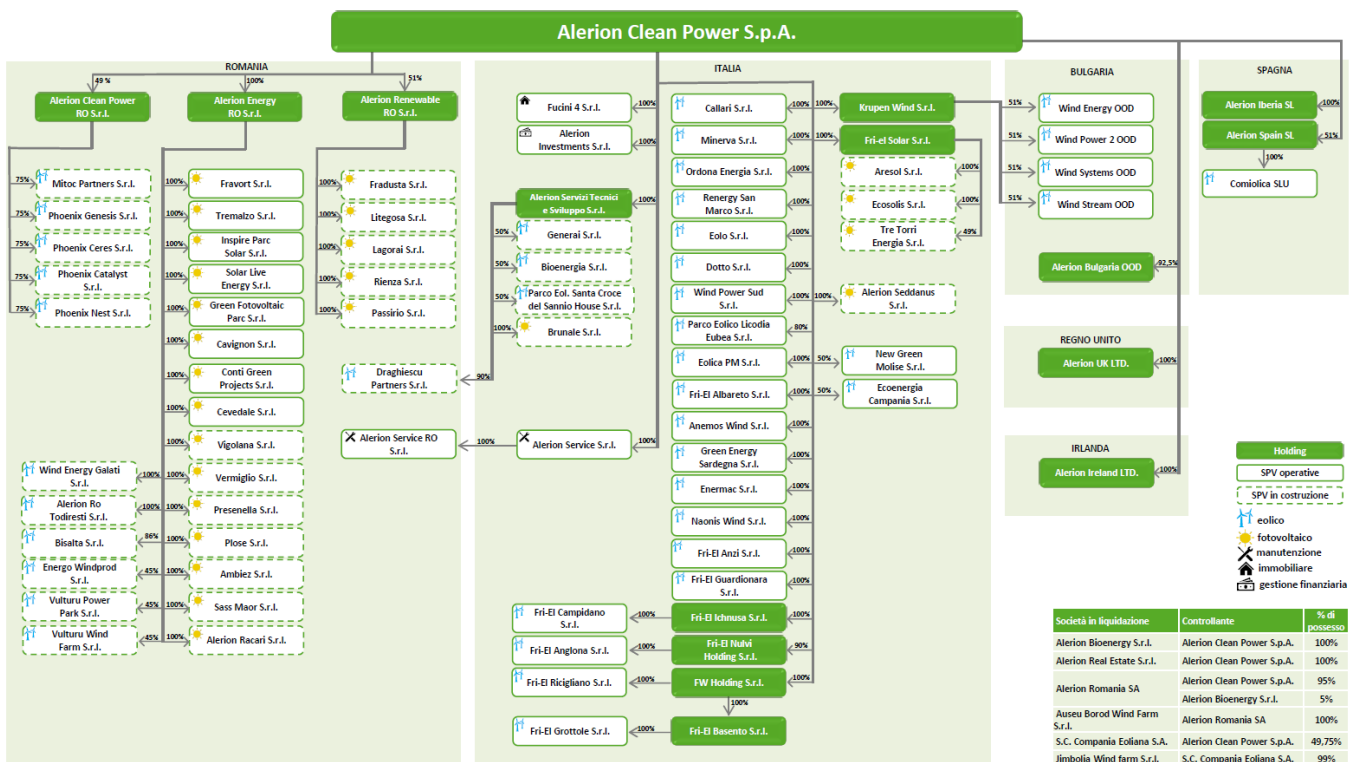 Alerion Clean Power S.p.A.
ROMANIA
49 %
100%
51%
Alerion Clean Power
RO S.r.l.
Alerion Energy
RO S.r.l.
Alerion Renewable
RO S.r.l.
75%
Mitoc Partners S.r.l.
75%
Phoenix Genesis S.r.l.
75%
Phoenix Ceres S.r.l.
75%
Phoenix Catalyst
S.r.l.
75%
Phoenix Nest S.r.l.
100%
Fravort S.r.l.
100%
Tremalzo S.r.l.
100%
Inspire Parc
Solar S.r.l.
100%
Solar Live
Energy S.r.l.
100%
Green Fotovoltaic
Parc S.r.l.
100%
Cavignon S.r.l.
100%
Conti Green
Projects S.r.l.
100%
Cevedale S.r.l.
100%
Vigolana S.r.l.
100%
Vermiglio S.r.l.
100%
Presenella S.r.l.
100%
Plose S.r.l.
100%
Ambiez S.r.l.
100%
Sass Maor S.r.l.
100%
Alerion Racari S.r.l.
Wind Energy Galati
S.r.l.
100%
Alerion Ro
Todiresti S.r.l.
100%
Bisalta S.r.l.
86%
Energo Windprod
S.r.l.
45%
Vulturu Power
Park S.r.l.
45%
Vulturu Wind
Farm S.r.l.
45%
100%
Fradusta S.r.l.
100%
Litegosa S.r.l.
100%
Lagorai S.r.l.
100%
Rienza S.r.l.
100%
Passirio S.r.l.
Draghiescu
Partners S.r.l.
90%
Alerion Service RO
S.r.l.
100%
ITALIA
Fucini 4 S.r.l.
100%
Alerion
Investments S.r.l.
100%
Alerion Servizi Tecnici
e Sviluppo S.r.l.
100%
50%
Generai S.r.l.
50%
Bioenergia S.r.l.
50%
Parco Eol. Santa Croce
del Sannio House S.r.l.
100%
Brunale S.r.l.
Alerion Service S.r.l.
100%
Callari S.r.l.
100%
Minerva S.r.l.
100%
Ordona Energia S.r.l.
100%
Renergy San
Marco S.r.l.
100%
Eolo S.r.l.
100%
Dotto S.r.l.
100%
Wind Power Sud
S.r.l.
100%
Parco Eolico Licodia
Eubea S.r.l.
80%
Eolica PM S.r.l.
100%
Fri-El Albareto S.r.l.
100%
Anemos Wind S.r.l.
100%
Green Energy
Sardegna S.r.l.
100%
Enermac S.r.l.
100%
Naonis Wind S.r.l.
100%
Fri-El Anzi S.r.l.
100%
Fri-El Guardionara
S.r.l.
100%
Fri-El Campidano
S.r.l.
100%
Fri-El Ichnusa S.r.l.
100%
Fri-El Anglona S.r.l.
100%
Fri-El Nulvi
Holding S.r.l.
90%
Fri-El Ricigliano S.r.l.
100%
FW Holding S.r.l.
100%
100%
Fri-El Grottole S.r.l.
100%
Fri-El Basento S.r.l.
100%
Krupen Wind S.r.l.
100%
Fri-el Solar S.r.l.
Aresol S.r.l.
100%
Ecosolis S.r.l.
100%
Tre Torri
Energia S.r.l.
49%
100%
Alerion Seddanus
S.r.l.
50%
New Green
Molise S.r.l.
50%
Ecoenergia
Campania S.r.l.
BULGARIA
51%
Wind Energy OOD
51%
Wind Power 2 OOD
51%
Wind Systems OOD
51%
Wind Stream OOD
Alerion Bulgaria OOD
92,5%
REGNO UNITO
Alerion UK LTD.
100%
IRLANDA
Alerion Ireland LTD.
100%
SPAGNA
Alerion Iberia SL
100%
Alerion Spain SL
51%
100%
Comiolica SLU
Holding
SPV operative
SPV in costruzione
eolico
fotovoltaico
manutenzione
immobiliare
gestione finanziaria
Società in liquidazione Controllante % di
possesso
Alerion Bioenergy S.r.l. Alerion Clean Power S.p.A. 100%
Alerion Real Estate S.r.l. Alerion Clean Power S.p.A. 100%
Alerion Romania SA Alerion Clean Power S.p.A. 95%
Alerion Bioenergy S.r.l. 5%
Auseu Borod Wind Farm
S.r.l. Alerion Romania SA 100%
S.C. Compania Eoliana S.A. Alerion Clean Power S.p.A. 49,75%
Jimbolia Wind farm S.r.l. S.C. Compania Eoliana S.A. 99%